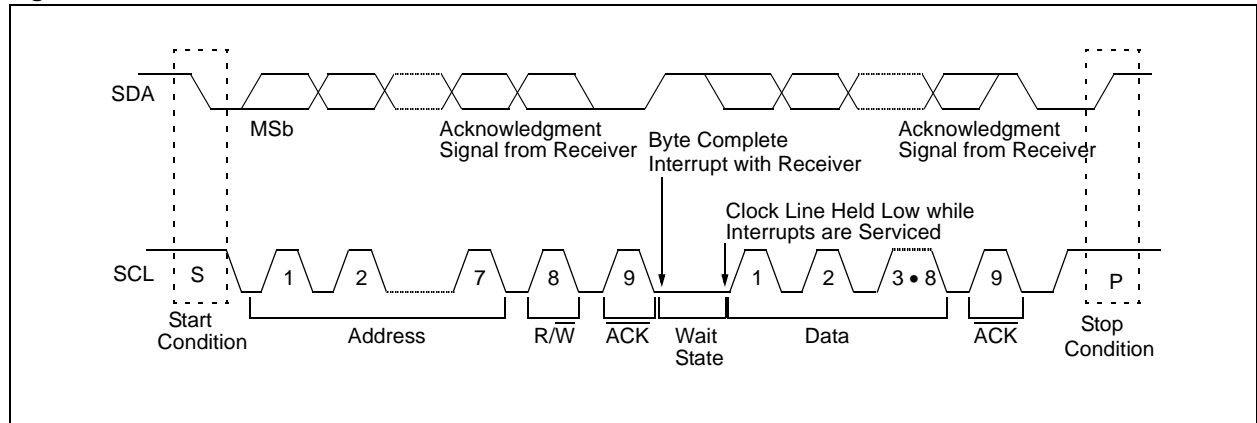 SDA
MSb
Acknowledgment
Signal from Receiver
Byte Complete
Interrupt with Receiver
Acknowledgment
Signal from Receiver
Clock Line Held Low while
Interrupts are Serviced
SCL
S
1
2
7
8
9
1
2
3 • 8
9
P
Start
Condition
Address
R/W̅
A̅C̅K̅
Wait
State
Data
A̅C̅K̅
Stop
Condition